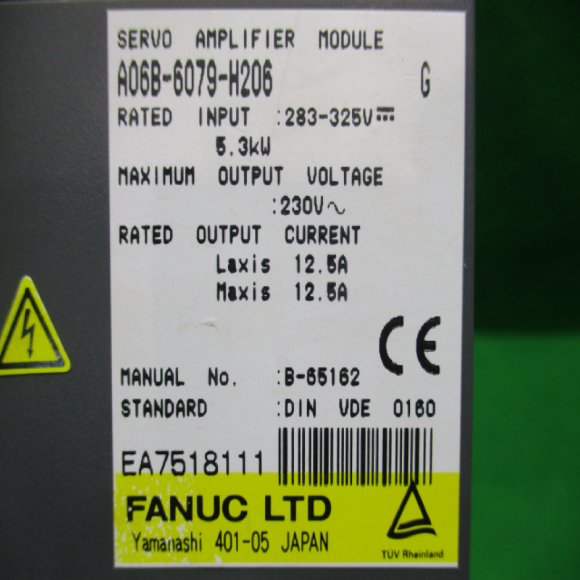 SERVO AMPLIFIER MODULE
A06B-6079-H206 G
RATED INPUT :283-325V⎓
5.3kW
MAXIMUM OUTPUT VOLTAGE
:230V∿
RATED OUTPUT CURRENT
Laxis 12.5A
Maxis 12.5A
CE
MANUAL No. :B-65162
STANDARD :DIN VDE 0160
EA7518111
FANUC LTD
Yamanashi 401-05 JAPAN
TÜV Rheinland